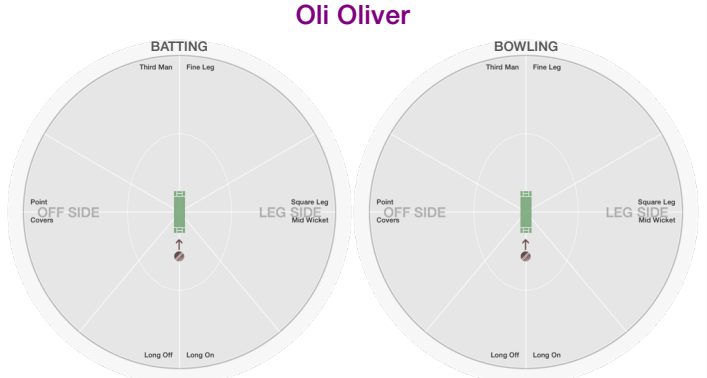 Oli Oliver
BATTING
Third Man Fine Leg
Point
OFF SIDE
Covers
Square Leg
LEG SIDE
Mid Wicket
Long Off Long On
BOWLING
Third Man Fine Leg
Point
OFF SIDE
Covers
Square Leg
LEG SIDE
Mid Wicket
Long Off Long On